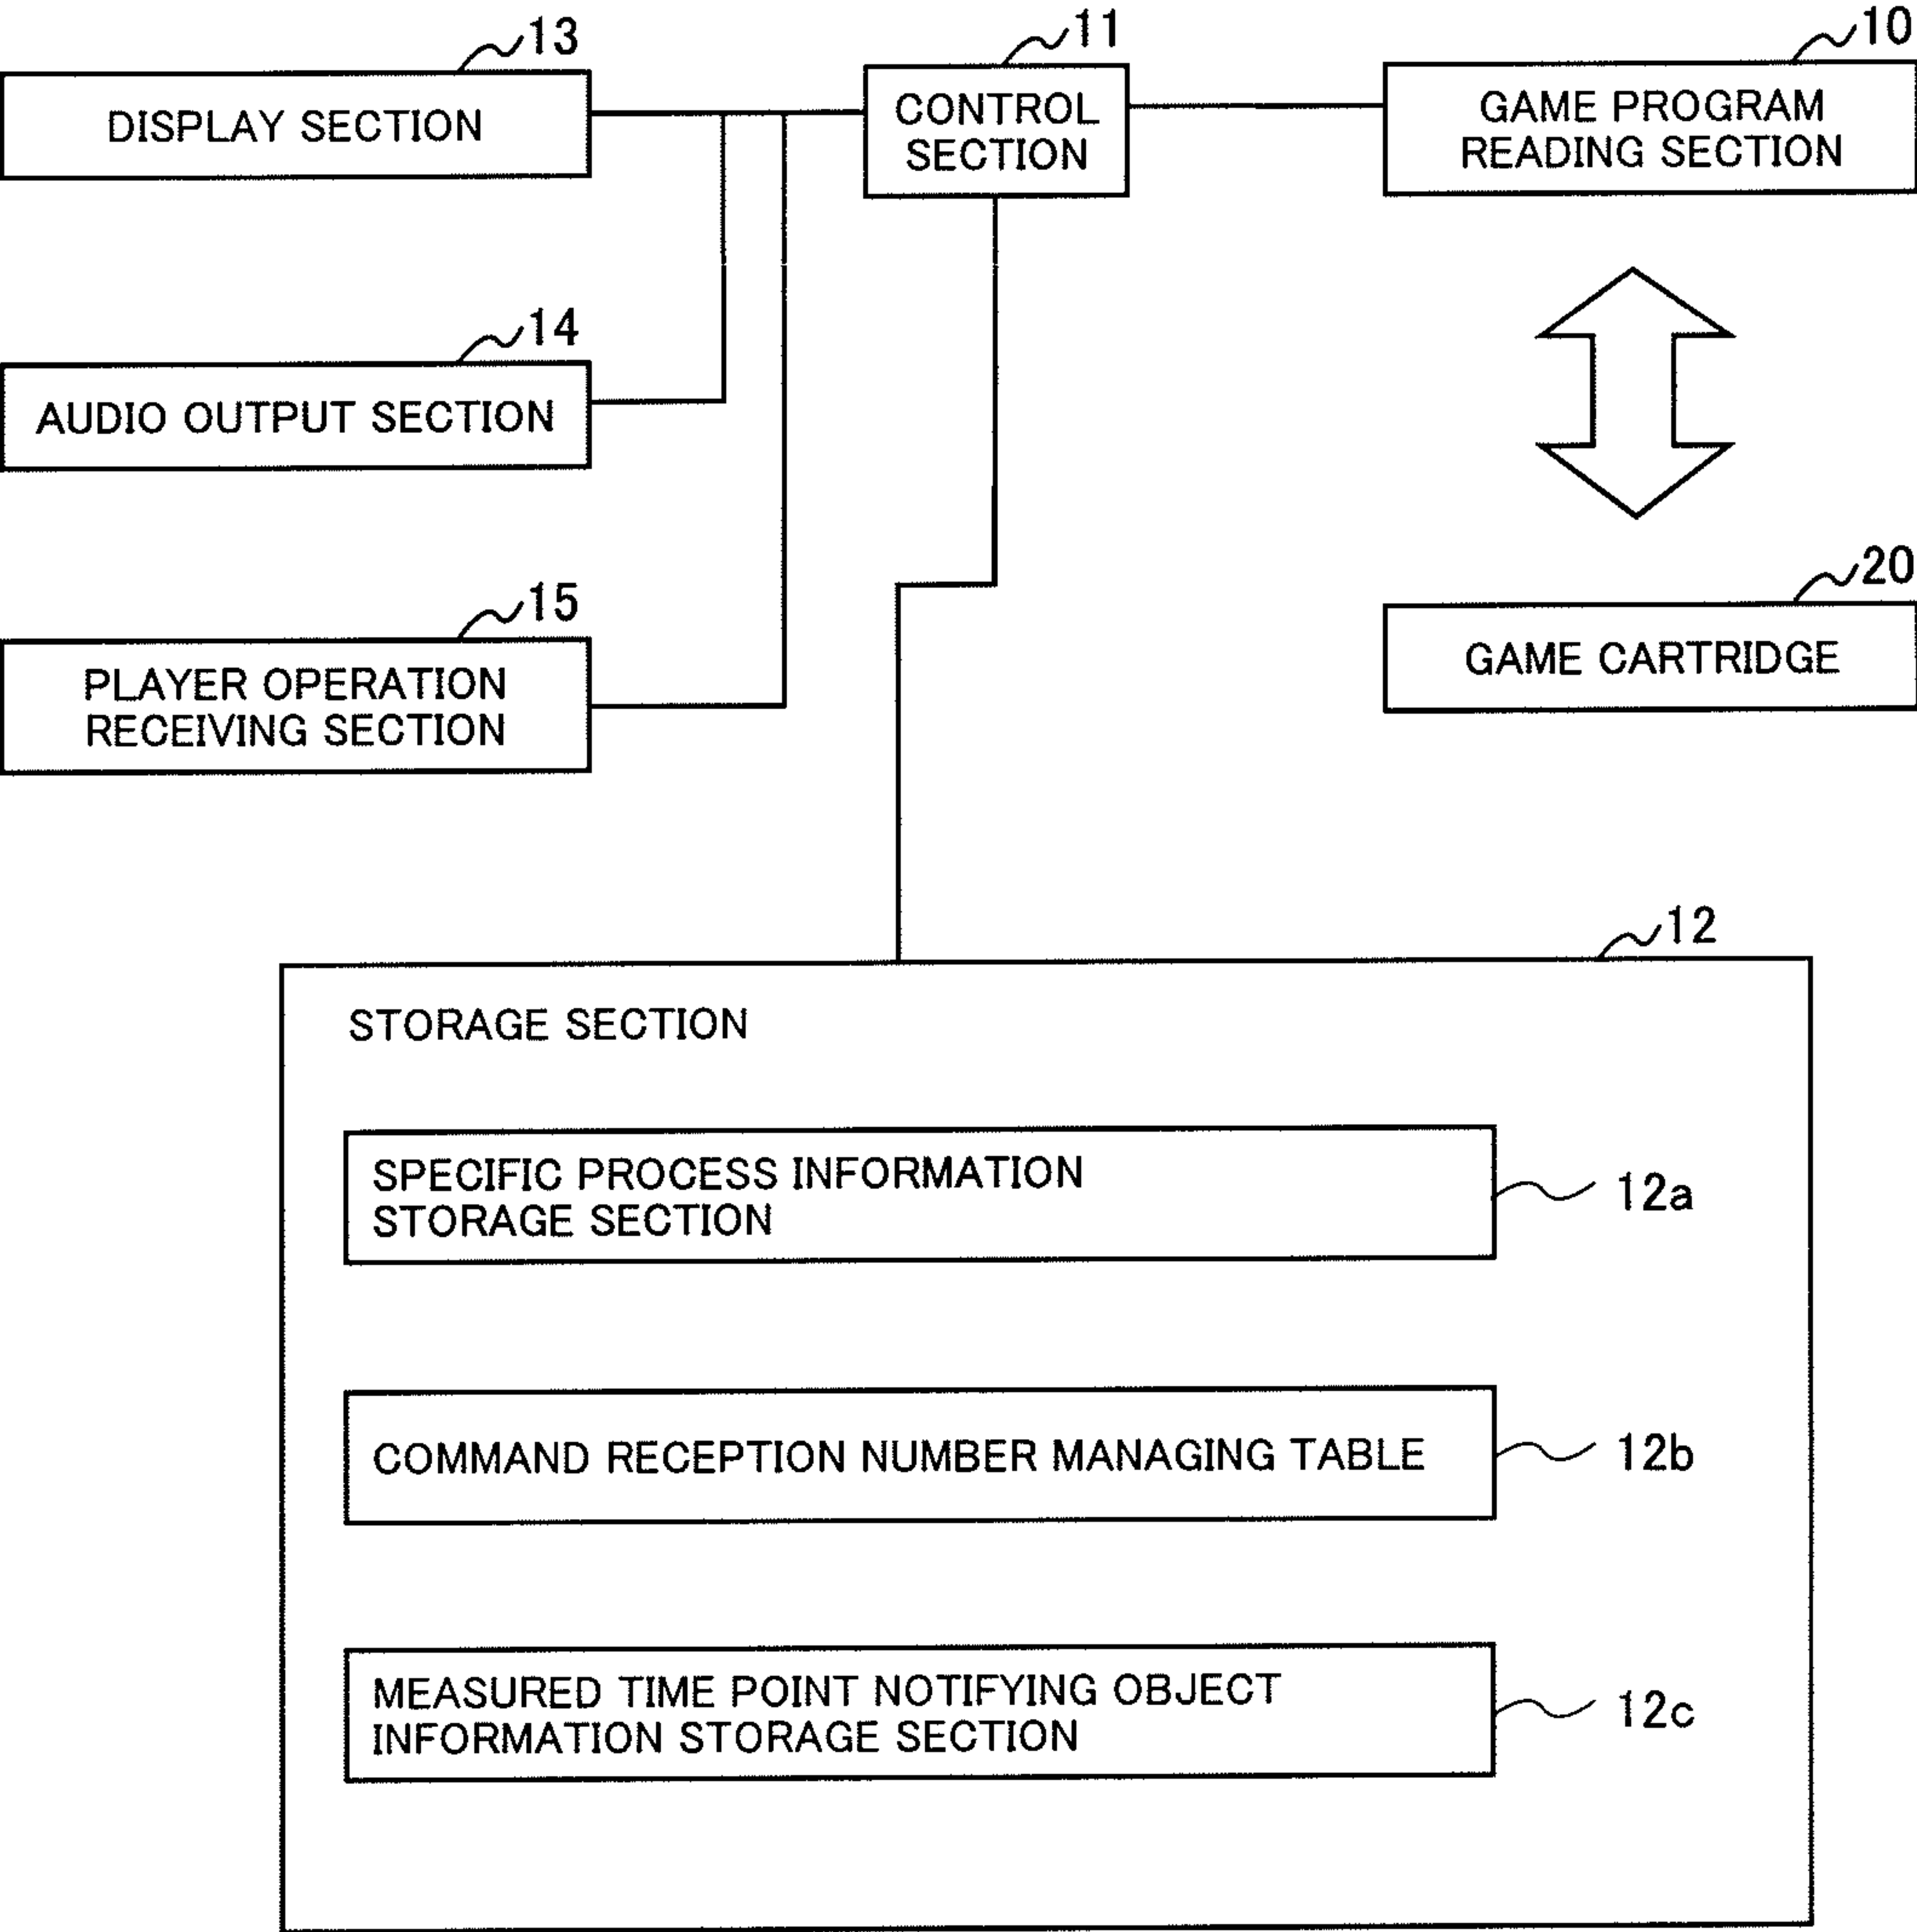 13
DISPLAY SECTION
11
CONTROL
SECTION
10
GAME PROGRAM
READING SECTION
14
AUDIO OUTPUT SECTION
15
PLAYER OPERATION
RECEIVING SECTION
20
GAME CARTRIDGE
12
STORAGE SECTION
SPECIFIC PROCESS INFORMATION
STORAGE SECTION
12a
COMMAND RECEPTION NUMBER MANAGING TABLE
12b
MEASURED TIME POINT NOTIFYING OBJECT
INFORMATION STORAGE SECTION
12c